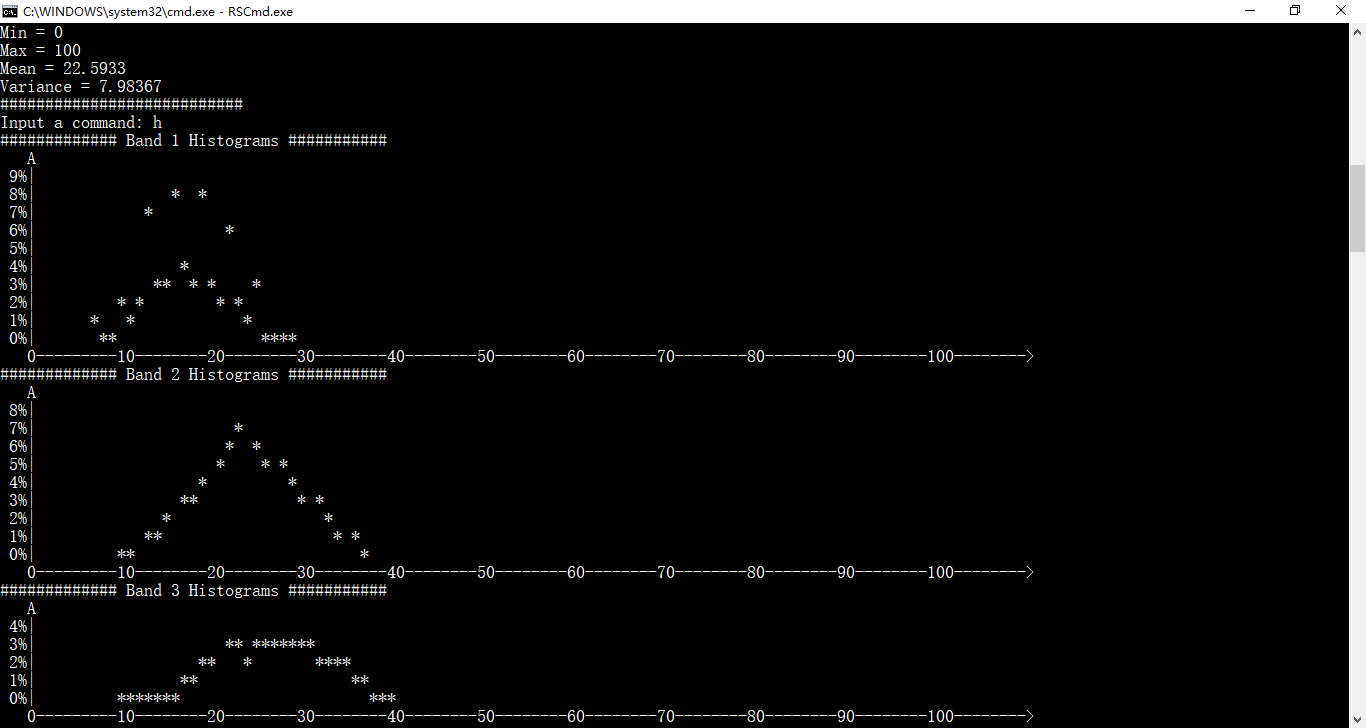 C:\WINDOWS\system32\cmd.exe - RSCmd.exe
Min = 0
Max = 100
Mean = 22.5933
Variance = 7.98367
###########################
Input a command: h
############# Band 1 Histograms ###########
   A
 9%|
 8%|               *  *
 7%|            *
 6%|                     *
 5%|
 4%|                *
 3%|             **  * *    *
 2%|         * *        * *
 1%|      *   *            *
 0%|       **                ****
   0---------10--------20--------30--------40--------50--------60--------70--------80--------90--------100-------->
############# Band 2 Histograms ###########
   A
 8%|
 7%|                      *
 6%|                     *  *
 5%|                    *    * *
 4%|                  *         *
 3%|                **           * *
 2%|              *                 *
 1%|            **                   * *
 0%|         **                         *
   0---------10--------20--------30--------40--------50--------60--------70--------80--------90--------100-------->
############# Band 3 Histograms ###########
   A
 4%|
 3%|                     ** *******
 2%|                  **   *       ****
 1%|                **                 **
 0%|         *******                     ***
   0---------10--------20--------30--------40--------50--------60--------70--------80--------90--------100-------->